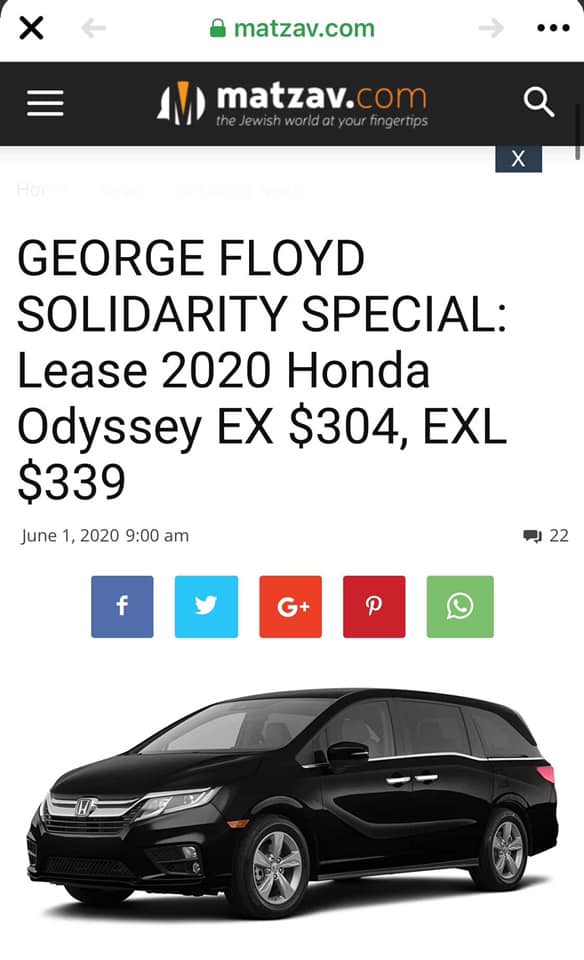 matzav.com
matzav.com
the Jewish world at your fingertips
X
GEORGE FLOYD
SOLIDARITY SPECIAL:
Lease 2020 Honda
Odyssey EX $304, EXL
$339
June 1, 2020 9:00 am
22
f
G+